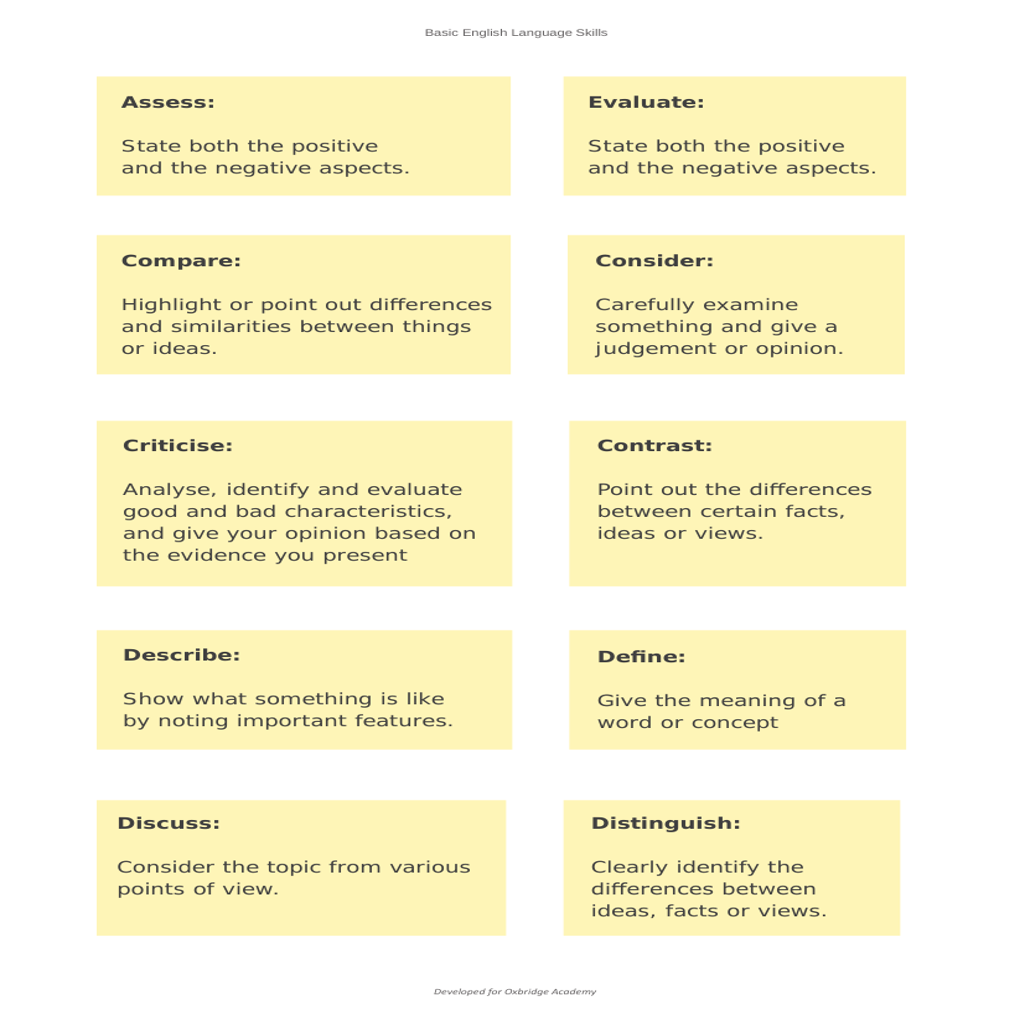 Basic English Language Skills
Assess:
State both the positive
and the negative aspects.
Evaluate:
State both the positive
and the negative aspects.
Compare:
Highlight or point out differences
and similarities between things
or ideas.
Consider:
Carefully examine
something and give a
judgement or opinion.
Criticise:
Analyse, identify and evaluate
good and bad characteristics,
and give your opinion based on
the evidence you present
Contrast:
Point out the differences
between certain facts,
ideas or views.
Describe:
Show what something is like
by noting important features.
Define:
Give the meaning of a
word or concept
Discuss:
Consider the topic from various
points of view.
Distinguish:
Clearly identify the
differences between
ideas, facts or views.
Developed for Oxbridge Academy